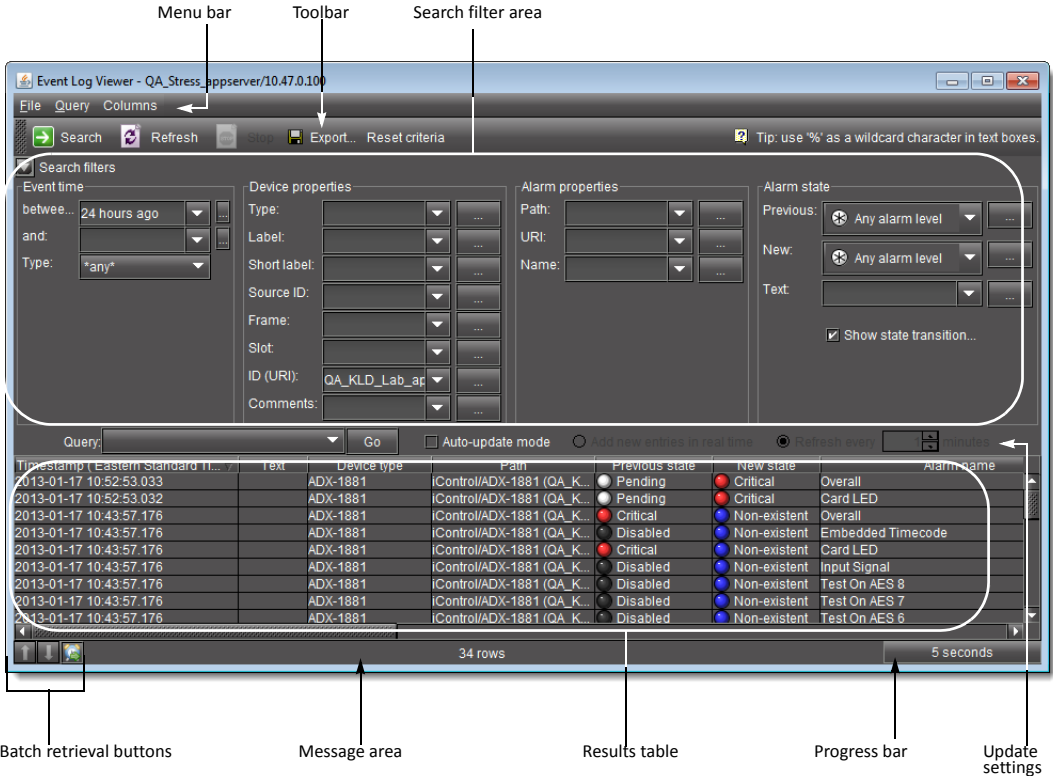 Menu bar Toolbar Search filter area
Event Log Viewer - QA_Stress_appserver/10.47.0.100
File Query Columns
Search Refresh Stop Export... Reset criteria Tip: use '%' as a wildcard character in text boxes.
Search filters
Event time Device properties Alarm properties Alarm state
betwee... 24 hours ago ... Type: ... Path: ... Previous: Any alarm level ...
and: ... Label: ... URI: ... New: Any alarm level ...
Type: *any* Short label: ... Name: ... Text: ...
Source ID: ...
Frame: ... Show state transition...
Slot: ...
ID (URI): QA_KLD_Lab_ap ...
Comments: ...
Query: Go Auto-update mode Add new entries in real time Refresh every 1 minutes
Timestamp ( Eastern Standard Ti... Text Device type Path Previous state New state Alarm name
2013-01-17 10:52:53.033 ADX-1881 iControl/ADX-1881 (QA_K... Pending Critical Overall
2013-01-17 10:52:53.032 ADX-1881 iControl/ADX-1881 (QA_K... Pending Critical Card LED
2013-01-17 10:43:57.176 ADX-1881 iControl/ADX-1881 (QA_K... Critical Non-existent Overall
2013-01-17 10:43:57.176 ADX-1881 iControl/ADX-1881 (QA_K... Disabled Non-existent Embedded Timecode
2013-01-17 10:43:57.176 ADX-1881 iControl/ADX-1881 (QA_K... Critical Non-existent Card LED
2013-01-17 10:43:57.176 ADX-1881 iControl/ADX-1881 (QA_K... Disabled Non-existent Input Signal
2013-01-17 10:43:57.176 ADX-1881 iControl/ADX-1881 (QA_K... Disabled Non-existent Test On AES 8
2013-01-17 10:43:57.176 ADX-1881 iControl/ADX-1881 (QA_K... Disabled Non-existent Test On AES 7
2013-01-17 10:43:57.176 ADX-1881 iControl/ADX-1881 (QA_K... Disabled Non-existent Test On AES 6
34 rows 5 seconds
Batch retrieval buttons Message area Results table Progress bar Update
settings